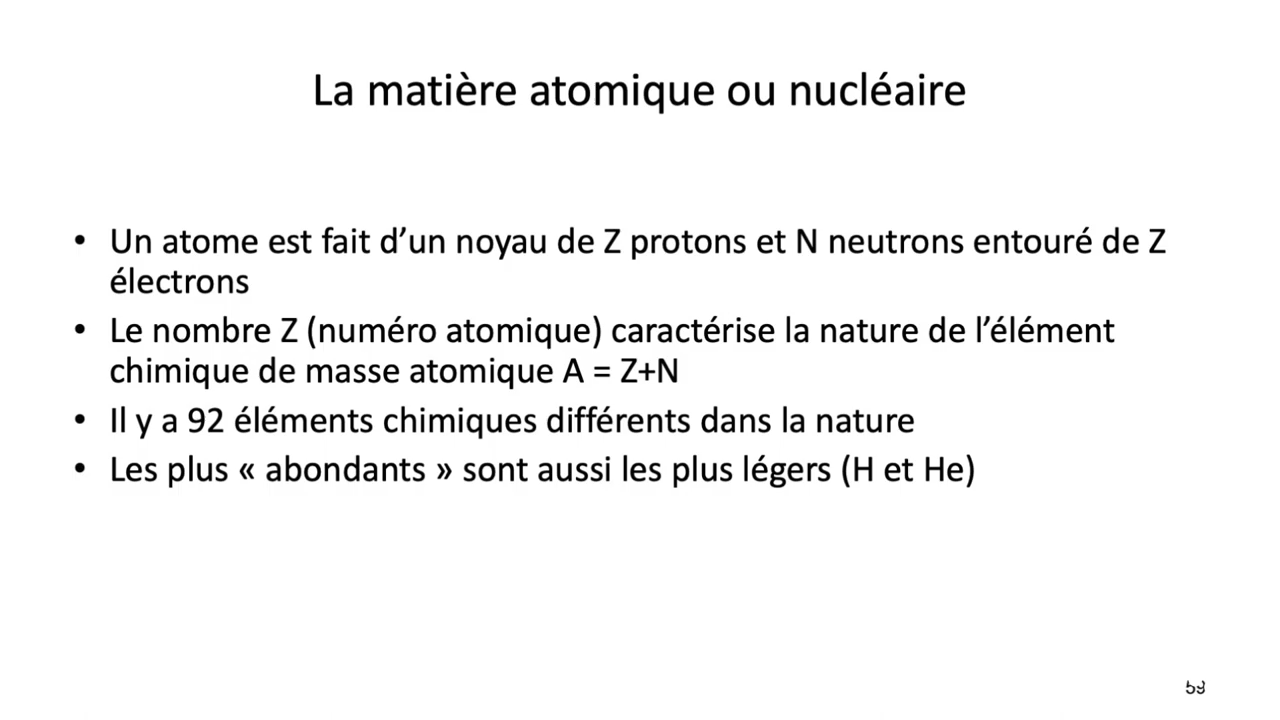 La matière atomique ou nucléaire
• Un atome est fait d’un noyau de Z protons et N neutrons entouré de Z
électrons
• Le nombre Z (numéro atomique) caractérise la nature de l’élément
chimique de masse atomique A = Z+N
• Il y a 92 éléments chimiques différents dans la nature
• Les plus « abondants » sont aussi les plus légers (H et He)